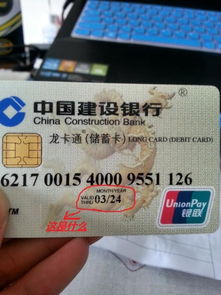 ®
中国建设银行
China Construction Bank
龙卡通(储蓄卡) LONG CARD (DEBIT CARD)
6217 0015 4000 9551 126
MONTH/YEAR
VALID THRU 03/24
UnionPay
银联
TM
这是什么